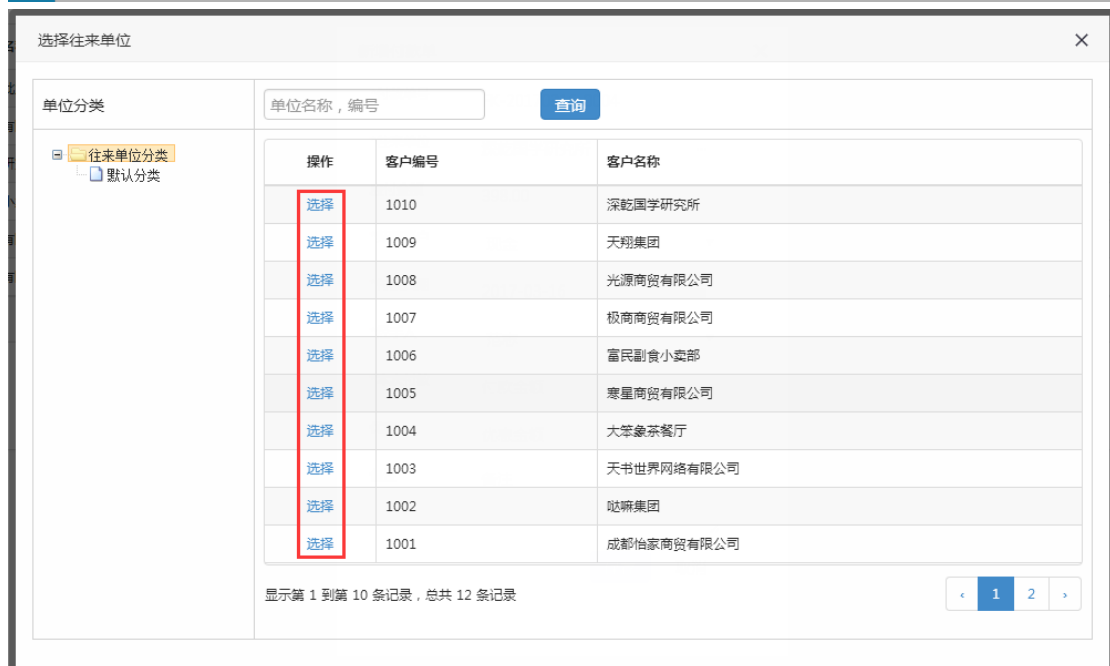 选择往来单位 ×
单位分类 单位名称，编号 查询
往来单位分类
默认分类
操作 客户编号 客户名称
选择 1010 深乾国学研究所
选择 1009 天翔集团
选择 1008 光源商贸有限公司
选择 1007 极商商贸有限公司
选择 1006 富民副食小卖部
选择 1005 寒星商贸有限公司
选择 1004 大笨象茶餐厅
选择 1003 天书世界网络有限公司
选择 1002 哒嘛集团
选择 1001 成都怡家商贸有限公司
显示第 1 到第 10 条记录，总共 12 条记录 ‹ 1 2 ›